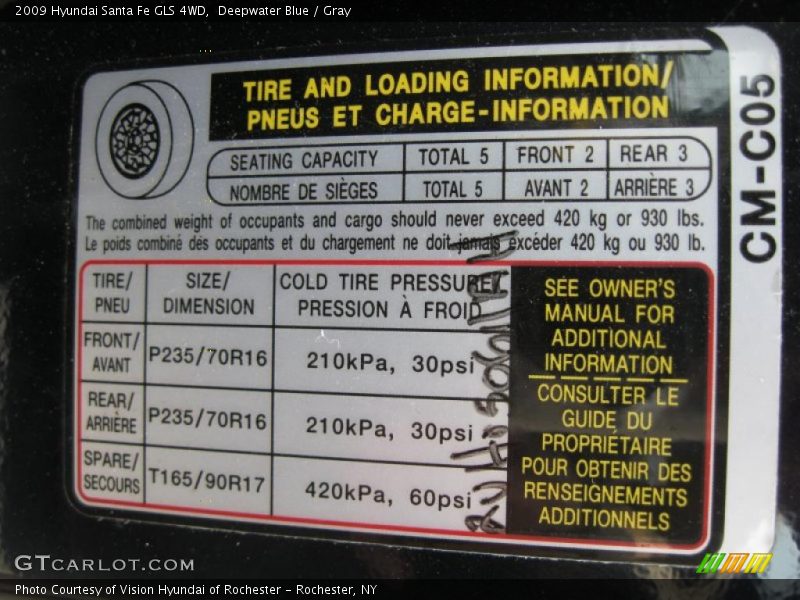 2009 Hyundai Santa Fe GLS 4WD,  Deepwater Blue / Gray
TIRE AND LOADING INFORMATION/
PNEUS ET CHARGE-INFORMATION
SEATING CAPACITY TOTAL 5 FRONT 2 REAR 3
NOMBRE DE SIÈGES TOTAL 5 AVANT 2 ARRIÈRE 3
The combined weight of occupants and cargo should never exceed 420 kg or 930 lbs.
Le poids combiné des occupants et du chargement ne doit jamais excéder 420 kg ou 930 lb.
TIRE/
PNEU
SIZE/
DIMENSION
COLD TIRE PRESSURE/
PRESSION À FROID
FRONT/
AVANT
P235/70R16
210kPa, 30psi
REAR/
ARRIÈRE
P235/70R16
210kPa, 30psi
SPARE/
SECOURS
T165/90R17
420kPa, 60psi
SEE OWNER'S
MANUAL FOR
ADDITIONAL
INFORMATION
CONSULTER LE
GUIDE DU
PROPRIÉTAIRE
POUR OBTENIR DES
RENSEIGNEMENTS
ADDITIONNELS
CM-C05
GTCARLOT.COM
Photo Courtesy of Vision Hyundai of Rochester - Rochester, NY